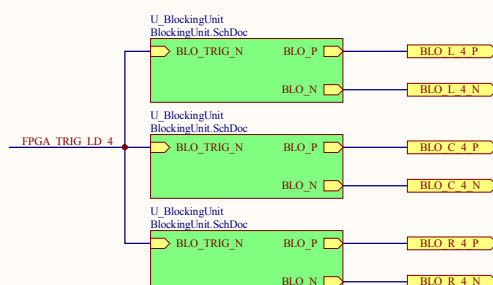 U_BlockingUnit
BlockingUnit.SchDoc
BLO_TRIG_N BLO_P BLO_L_4_P
BLO_N BLO_L_4_N
U_BlockingUnit
BlockingUnit.SchDoc
FPGA_TRIG_LD_4 BLO_TRIG_N BLO_P BLO_C_4_P
BLO_N BLO_C_4_N
U_BlockingUnit
BlockingUnit.SchDoc
BLO_TRIG_N BLO_P BLO_R_4_P
BLO_N BLO_R_4_N